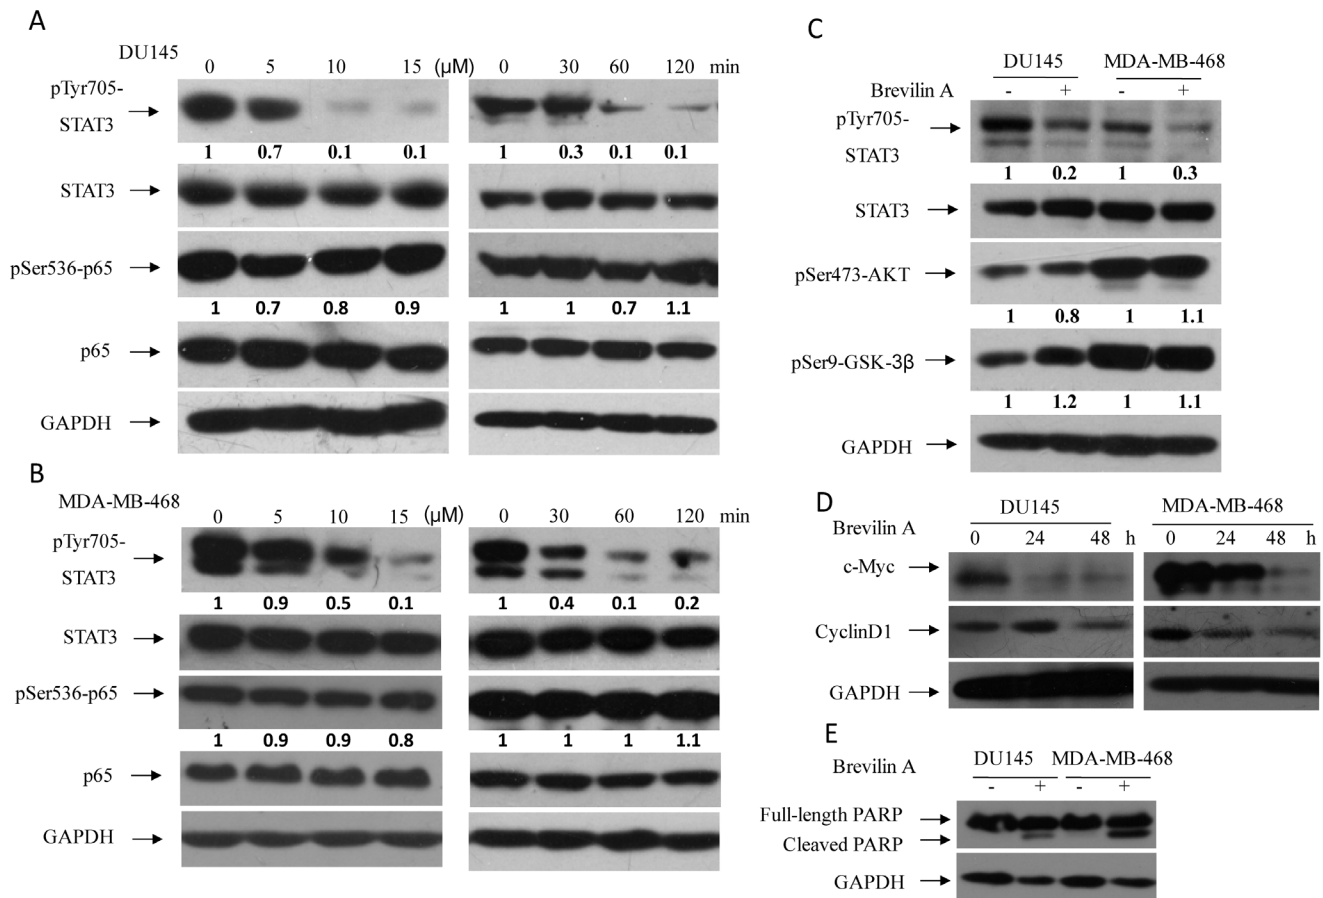 A
DU145
0 5 10 15 (μM) 0 30 60 120 min
pTyr705-
STAT3
1 0.7 0.1 0.1 1 0.3 0.1 0.1
STAT3
pSer536-p65
1 0.7 0.8 0.9 1 1 0.7 1.1
p65
GAPDH
B
MDA-MB-468
0 5 10 15 (μM) 0 30 60 120 min
pTyr705-
STAT3
1 0.9 0.5 0.1 1 0.4 0.1 0.2
STAT3
pSer536-p65
1 0.9 0.9 0.8 1 1 1 1.1
p65
GAPDH
C
DU145 MDA-MB-468
Brevilin A - + - +
pTyr705-
STAT3
1 0.2 1 0.3
STAT3
pSer473-AKT
1 0.8 1 1.1
pSer9-GSK-3β
1 1.2 1 1.1
GAPDH
D
DU145 MDA-MB-468
Brevilin A
0 24 48 h 0 24 48 h
c-Myc
CyclinD1
GAPDH
E
DU145 MDA-MB-468
Brevilin A
- + - +
Full-length PARP
Cleaved PARP
GAPDH